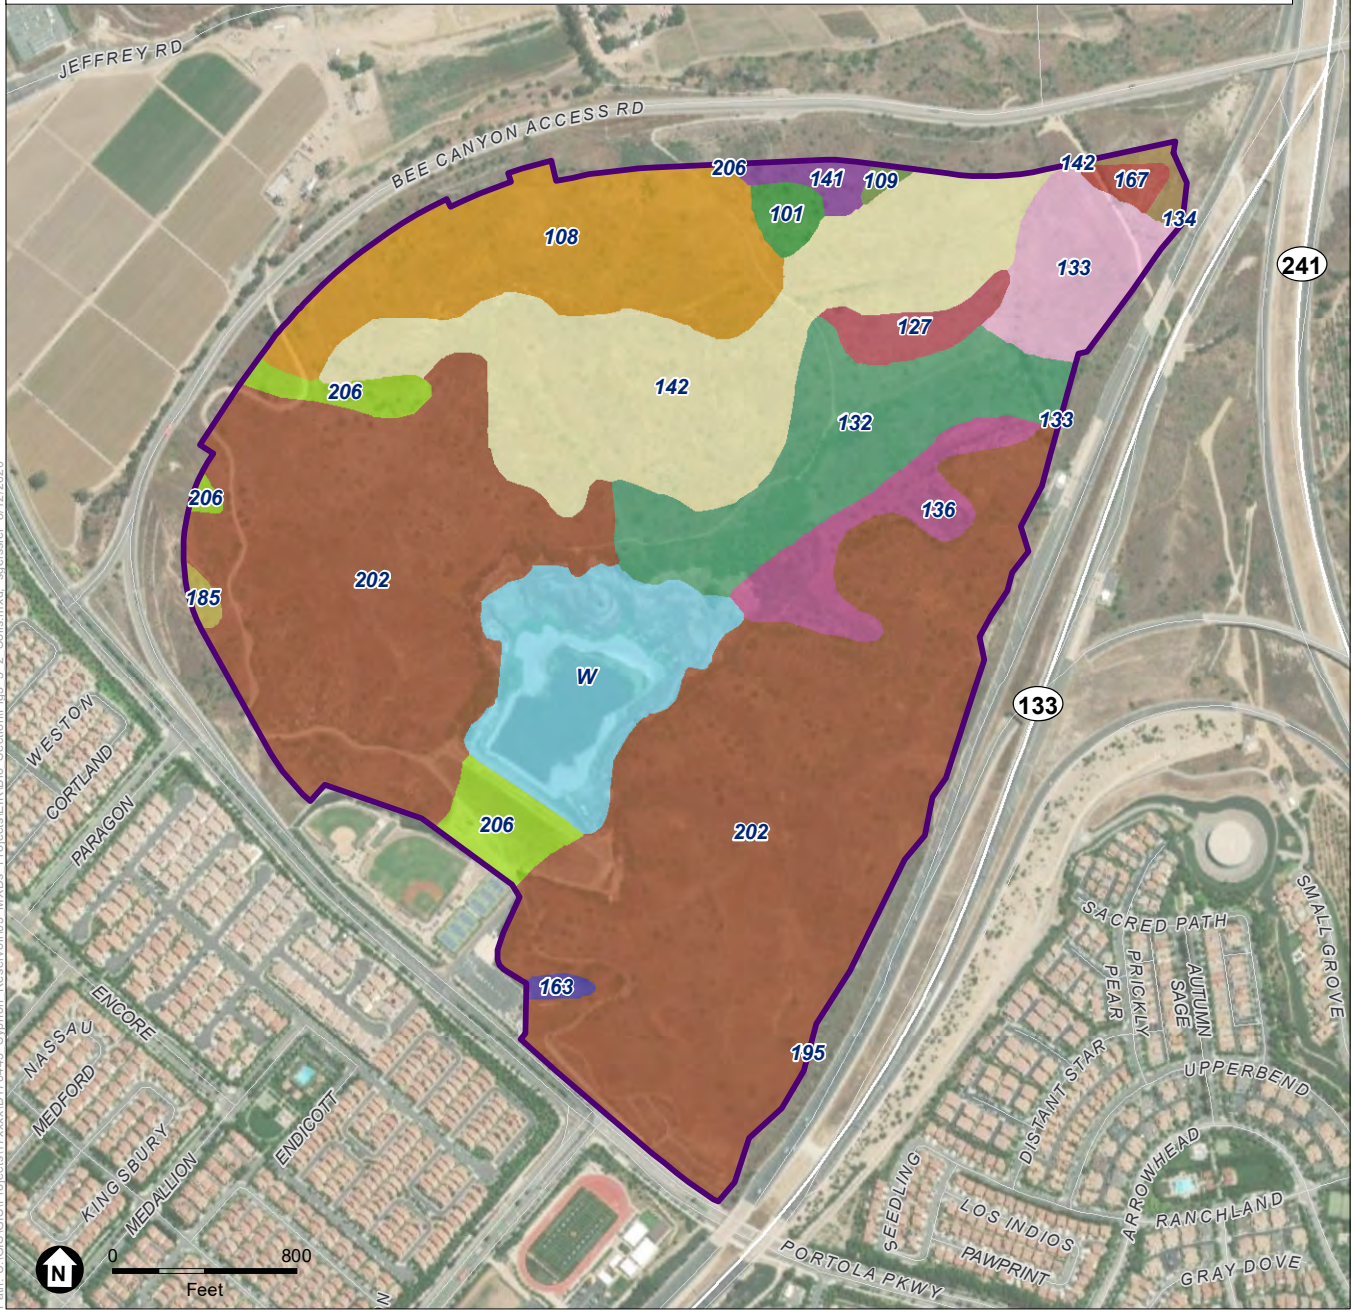 JEFFREY RD
BEE CANYON ACCESS RD
206
141
109
142
167
101
134
108
133
241
127
206
142
132
133
206
136
202
185
W
133
WESTON
CORTLAND
PARAGON
206
202
SMALL GROVE
SACRED PATH
PRICKLY
PEAR
AUTUMN
SAGE
163
ENCORE
NASSAU
MEDFORD
195
DISTANT STAR
UPPERBEND
KINGSBURY
MEDALLION
ENDICOTT
ARROWHEAD
SEEDLING
LOS INDIOS
RANCHLAND
PAWPRINT
GRAY DOVE
PORTOLA PKWY
N
0 800
Feet
N